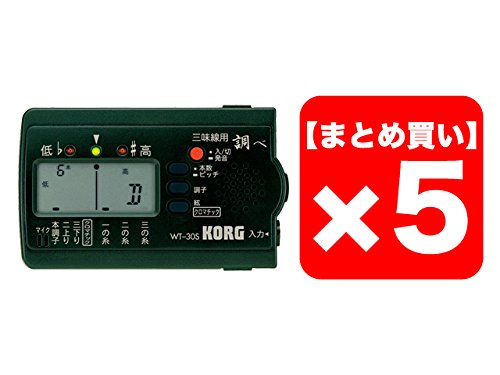 三味線用 調べ
低 ♭ ♯ 高
入/切
発音
6本
低 高
D
本数
ピッチ
調子
絃
クロマチック
マイク
本調子
二上り
三下り
クロマチック
一の糸
二の糸
三の糸
WT-30S KORG 入力
【まとめ買い】
×5